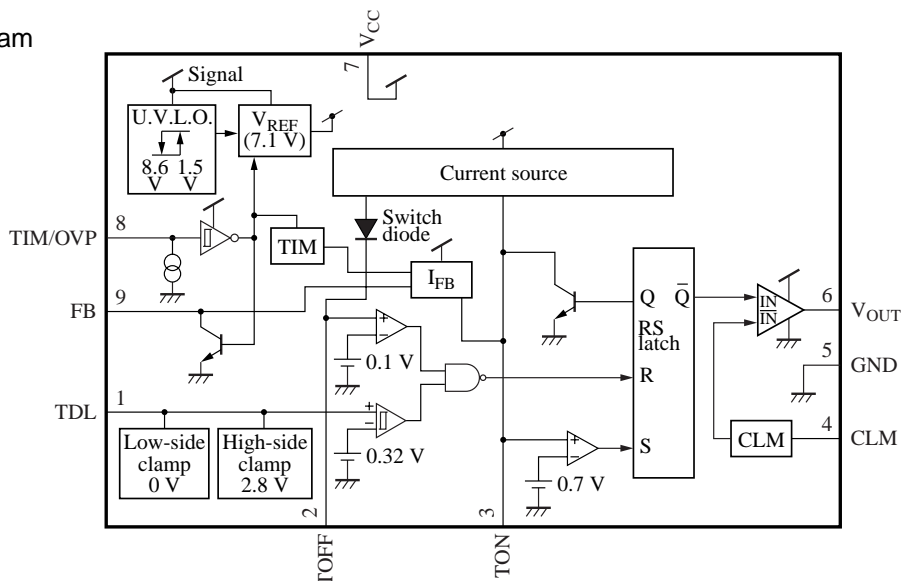 am
VCC
7
Signal
U.V.L.O.
8.6 1.5
V V
VREF
(7.1 V)
Current source
Switch
diode
TIM/OVP
8
TIM
IFB
FB
9
Q Q̄
RS
latch
R
S
IN
I̅N̅
6
VOUT
5
GND
4
CLM
CLM
+
−
0.1 V
TDL
1
+
−
0.32 V
Low-side
clamp
0 V
High-side
clamp
2.8 V
+
−
0.7 V
2
TOFF
3
TON